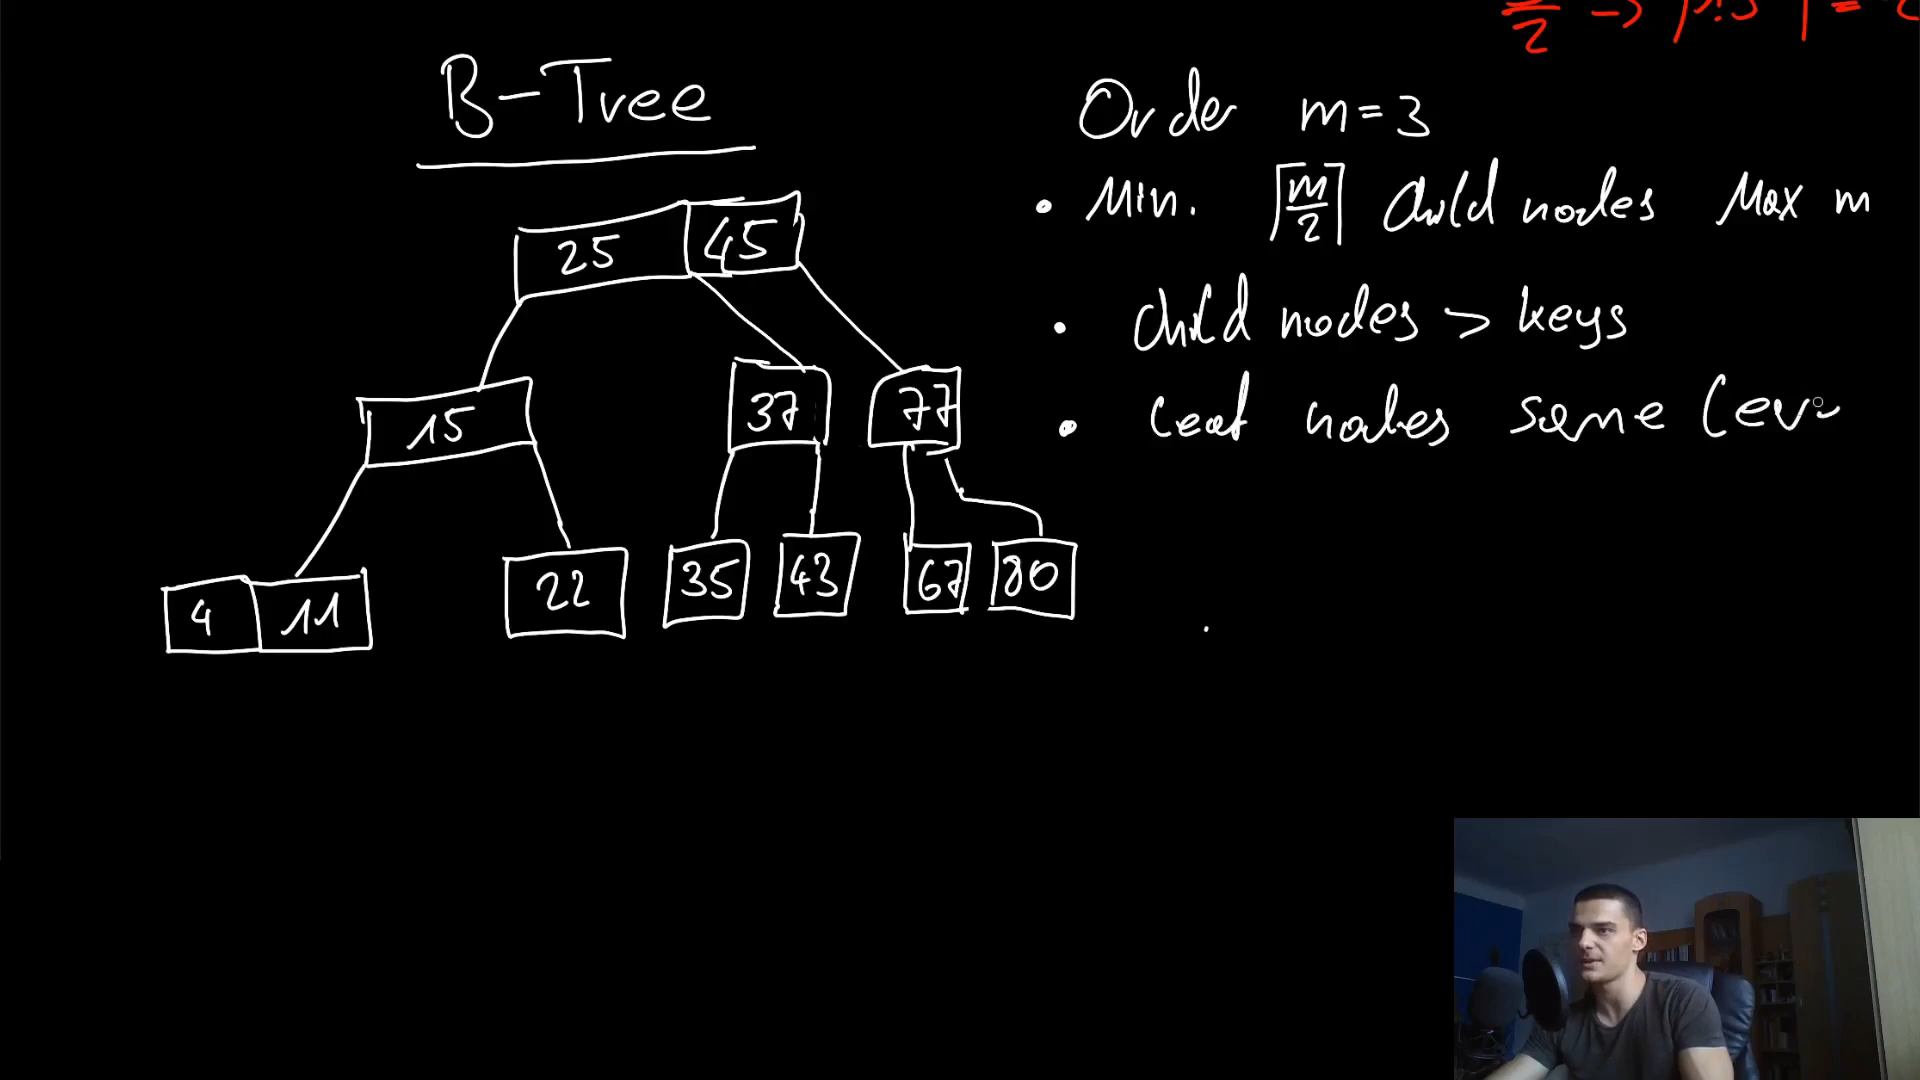 B-Tree
25 45
15 37 77
4 11 22 35 43 67 80
Order m=3
• Min. ⌈m/2⌉ child nodes Max m
• child nodes > keys
• leaf nodes same leve